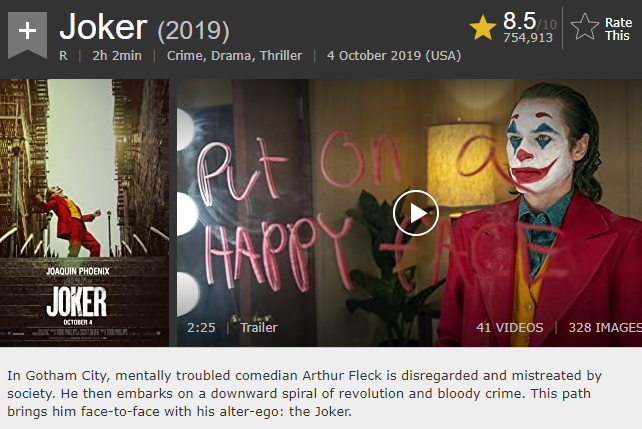 Joker (2019)
8.5/10
754,913
Rate
This
R | 2h 2min | Crime, Drama, Thriller | 4 October 2019 (USA)
JOAQUIN PHOENIX
JOKER
OCTOBER 4
PUT ON a
HAPPY FACE
2:25 | Trailer
41 VIDEOS | 328 IMAGES
In Gotham City, mentally troubled comedian Arthur Fleck is disregarded and mistreated by
society. He then embarks on a downward spiral of revolution and bloody crime. This path
brings him face-to-face with his alter-ego: the Joker.